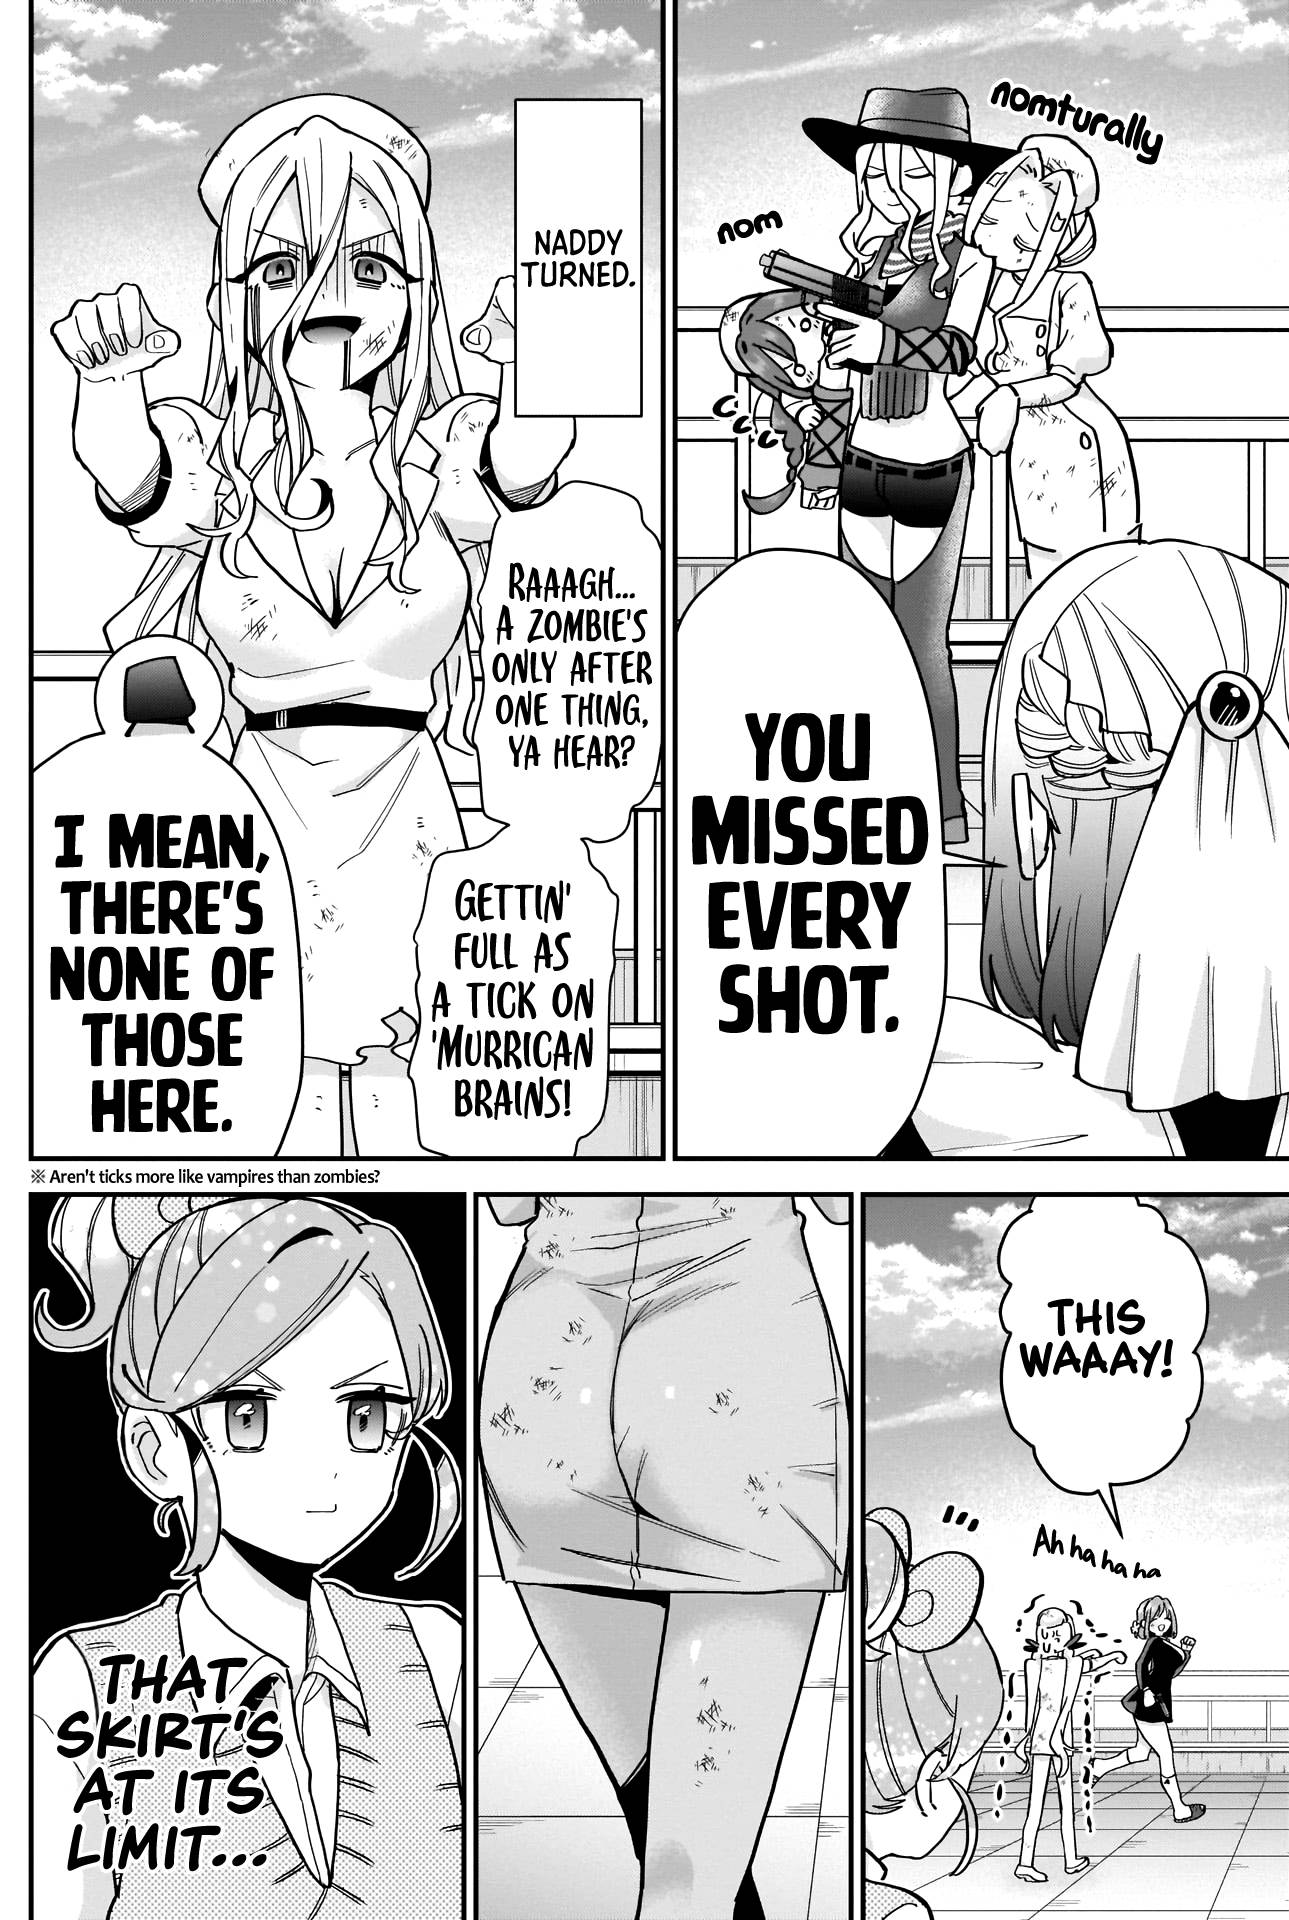 nomturally
nom
YOU
MISSED
EVERY
SHOT.
NADDY
TURNED.
RAAAGH...
A ZOMBIE'S
ONLY AFTER
ONE THING,
YA HEAR?
GETTIN'
FULL AS
A TICK ON
'MURRICAN
BRAINS!
I MEAN,
THERE'S
NONE OF
THOSE
HERE.
※ Aren't ticks more like vampires than zombies?
THIS
WAAAY!
Ah ha ha ha
THAT
SKIRT'S
AT ITS
LIMIT...